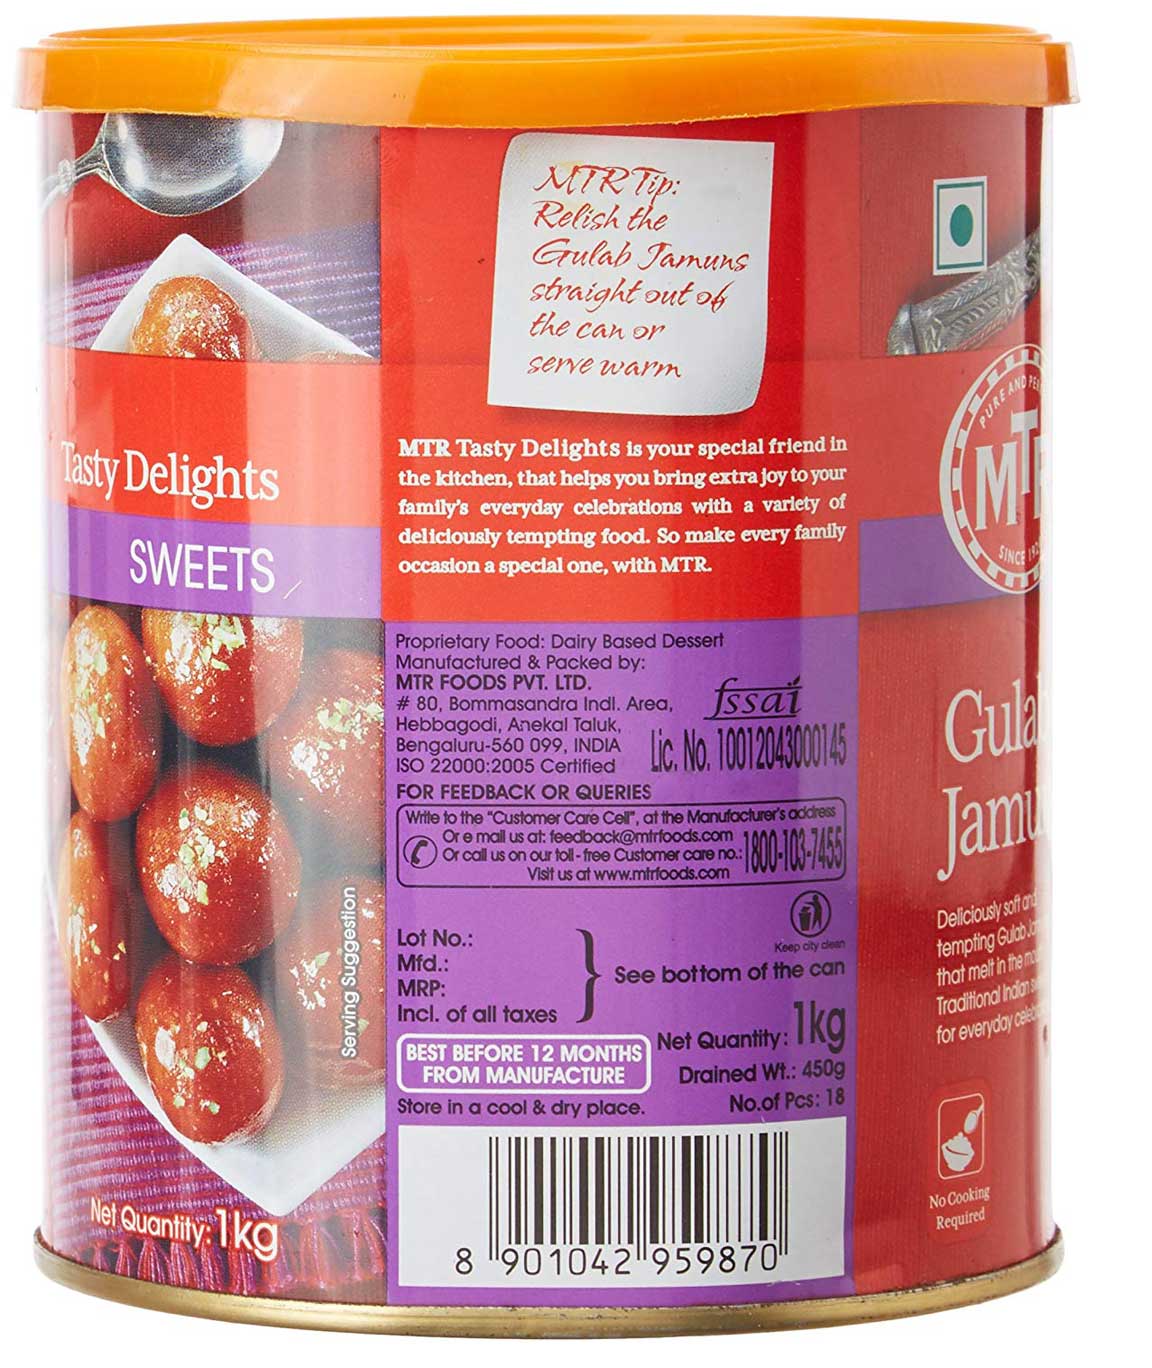 Tasty Delights
SWEETS
Serving Suggestion
Net Quantity: 1kg
MTR Tip:
Relish the
Gulab Jamuns
straight out of
the can or
serve warm
MTR Tasty Delights is your special friend in
the kitchen, that helps you bring extra joy to your
family's everyday celebrations with a variety of
deliciously tempting food. So make every family
occasion a special one, with MTR.
Proprietary Food: Dairy Based Dessert
Manufactured & Packed by:
MTR FOODS PVT. LTD.
# 80, Bommasandra Indl. Area,
Hebbagodi, Anekal Taluk,
Bengaluru-560 099, INDIA
ISO 22000:2005 Certified
fssai
Lic. No. 10012043000145
FOR FEEDBACK OR QUERIES
Write to the "Customer Care Cell", at the Manufacturer's address
Or e mail us at: feedback@mtrfoods.com
Or call us on our toll - free Customer care no.: 1800-103-7455
Visit us at www.mtrfoods.com
Keep city clean
Lot No.:
Mfd.:
MRP:
Incl. of all taxes
See bottom of the can
Net Quantity: 1kg
Drained Wt.: 450g
No.of Pcs: 18
BEST BEFORE 12 MONTHS
FROM MANUFACTURE
Store in a cool & dry place.
8 901042 959870
PURE AND
MT
SINCE
Gula
Jamu
Deliciously soft and
tempting Gulab
that melt in the
Traditional Indian
for everyday
No Cooking
Required